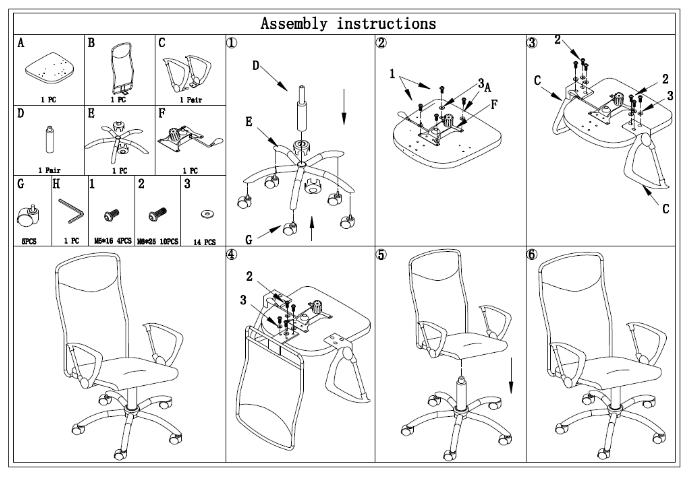 Assembly instructions
A
1 PC
B
1 PC
C
1 Pair
D
1 Pair
E
1 PC
F
1 PC
G
5PCS
H
1 PC
1
M6*16 4PCS
2
M6*25 10PCS
3
14 PCS
①
D
E
G
②
1
3
A
F
③
2
C
2
3
C
④
2
3
⑤
⑥